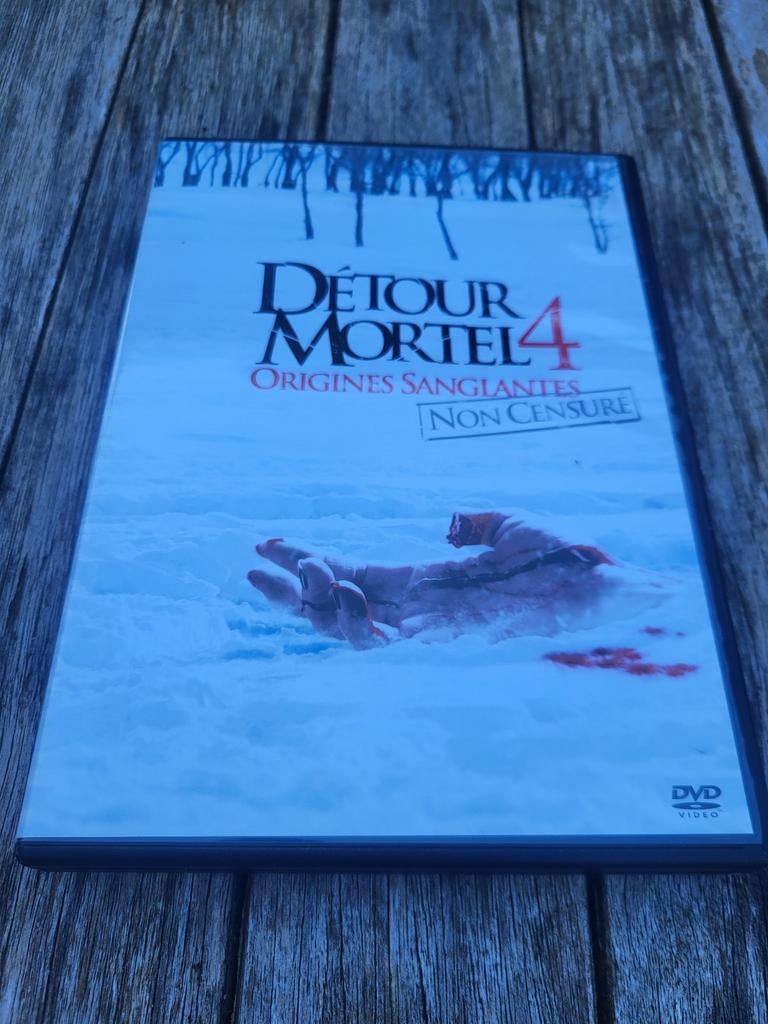 DÉTOUR
MORTEL 4
ORIGINES SANGLANTES
NON CENSURÉ
DVD
VIDEO